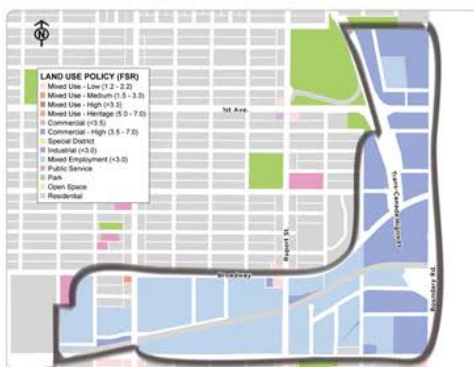 N
LAND USE POLICY (FSR)
Mixed Use - Low (1.2 - 2.2)
Mixed Use - Medium (1.5 - 3.3)
Mixed Use - High (>3.3)
Mixed Use - Heritage (5.0 - 7.0)
Commercial (<3.5)
Commercial - High (3.5 - 7.0)
Special District
Industrial (<3.0)
Mixed Employment (<3.0)
Public Service
Park
Open Space
Residential
1st Ave.
Trans-Canada Highway
Rupert St.
Broadway
Boundary Rd.